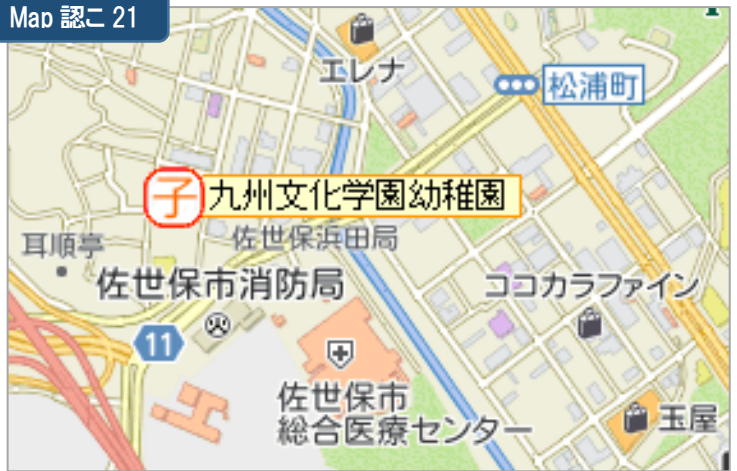 Map 認こ 21
エレナ
松浦町
子 九州文化学園幼稚園
佐世保浜田局
耳順亭
佐世保市消防局
ココカラファイン
11
佐世保市
総合医療センター
玉屋